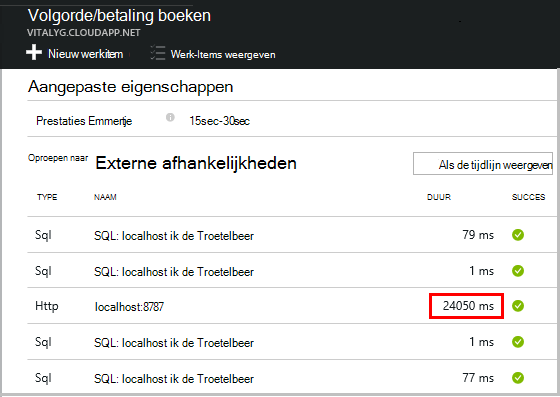 Volgorde/betaling boeken
VITALYG.CLOUDAPP.NET
Nieuw werkitem
Werk-Items weergeven
Aangepaste eigenschappen
Prestaties Emmertje 15sec-30sec
Oproepen naar Externe afhankelijkheden Als de tijdlijn weergeven
TYPE NAAM DUUR SUCCES
Sql SQL: localhost ik de Troetelbeer 79 ms
Sql SQL: localhost ik de Troetelbeer 1 ms
Http localhost:8787 24050 ms
Sql SQL: localhost ik de Troetelbeer 1 ms
Sql SQL: localhost ik de Troetelbeer 77 ms